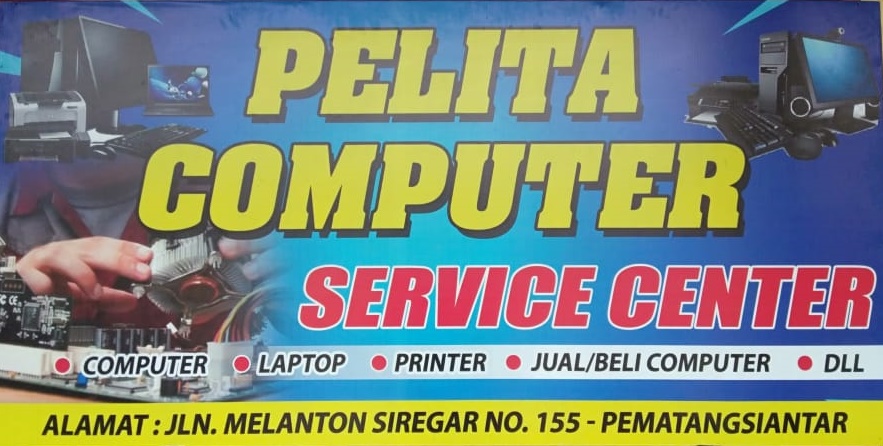 PELITA
COMPUTER
SERVICE CENTER
• COMPUTER • LAPTOP • PRINTER • JUAL/BELI COMPUTER • DLL
ALAMAT : JLN. MELANTON SIREGAR NO. 155 - PEMATANGSIANTAR